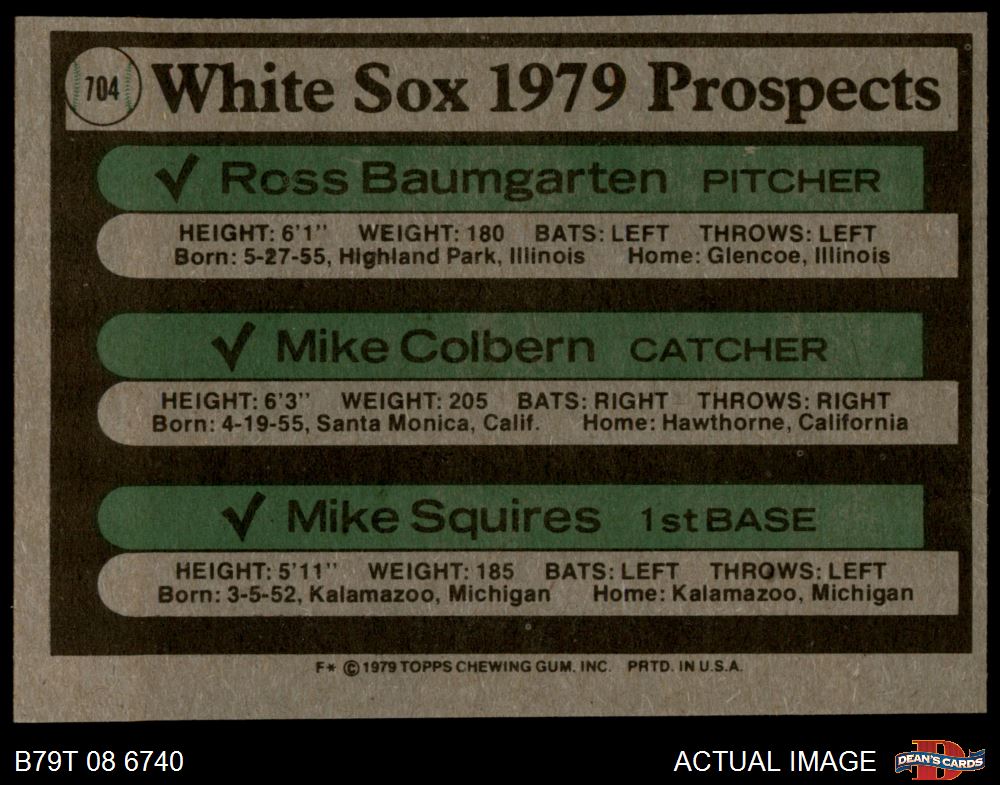 704 White Sox 1979 Prospects
✓ Ross Baumgarten PITCHER
HEIGHT: 6'1" WEIGHT: 180 BATS: LEFT THROWS: LEFT
Born: 5-27-55, Highland Park, Illinois Home: Glencoe, Illinois
✓ Mike Colbern CATCHER
HEIGHT: 6'3" WEIGHT: 205 BATS: RIGHT THROWS: RIGHT
Born: 4-19-55, Santa Monica, Calif. Home: Hawthorne, California
✓ Mike Squires 1st BASE
HEIGHT: 5'11" WEIGHT: 185 BATS: LEFT THROWS: LEFT
Born: 3-5-52, Kalamazoo, Michigan Home: Kalamazoo, Michigan
F* © 1979 TOPPS CHEWING GUM, INC. PRTD. IN U.S.A.
B79T 08 6740 ACTUAL IMAGE D DEAN'S CARDS